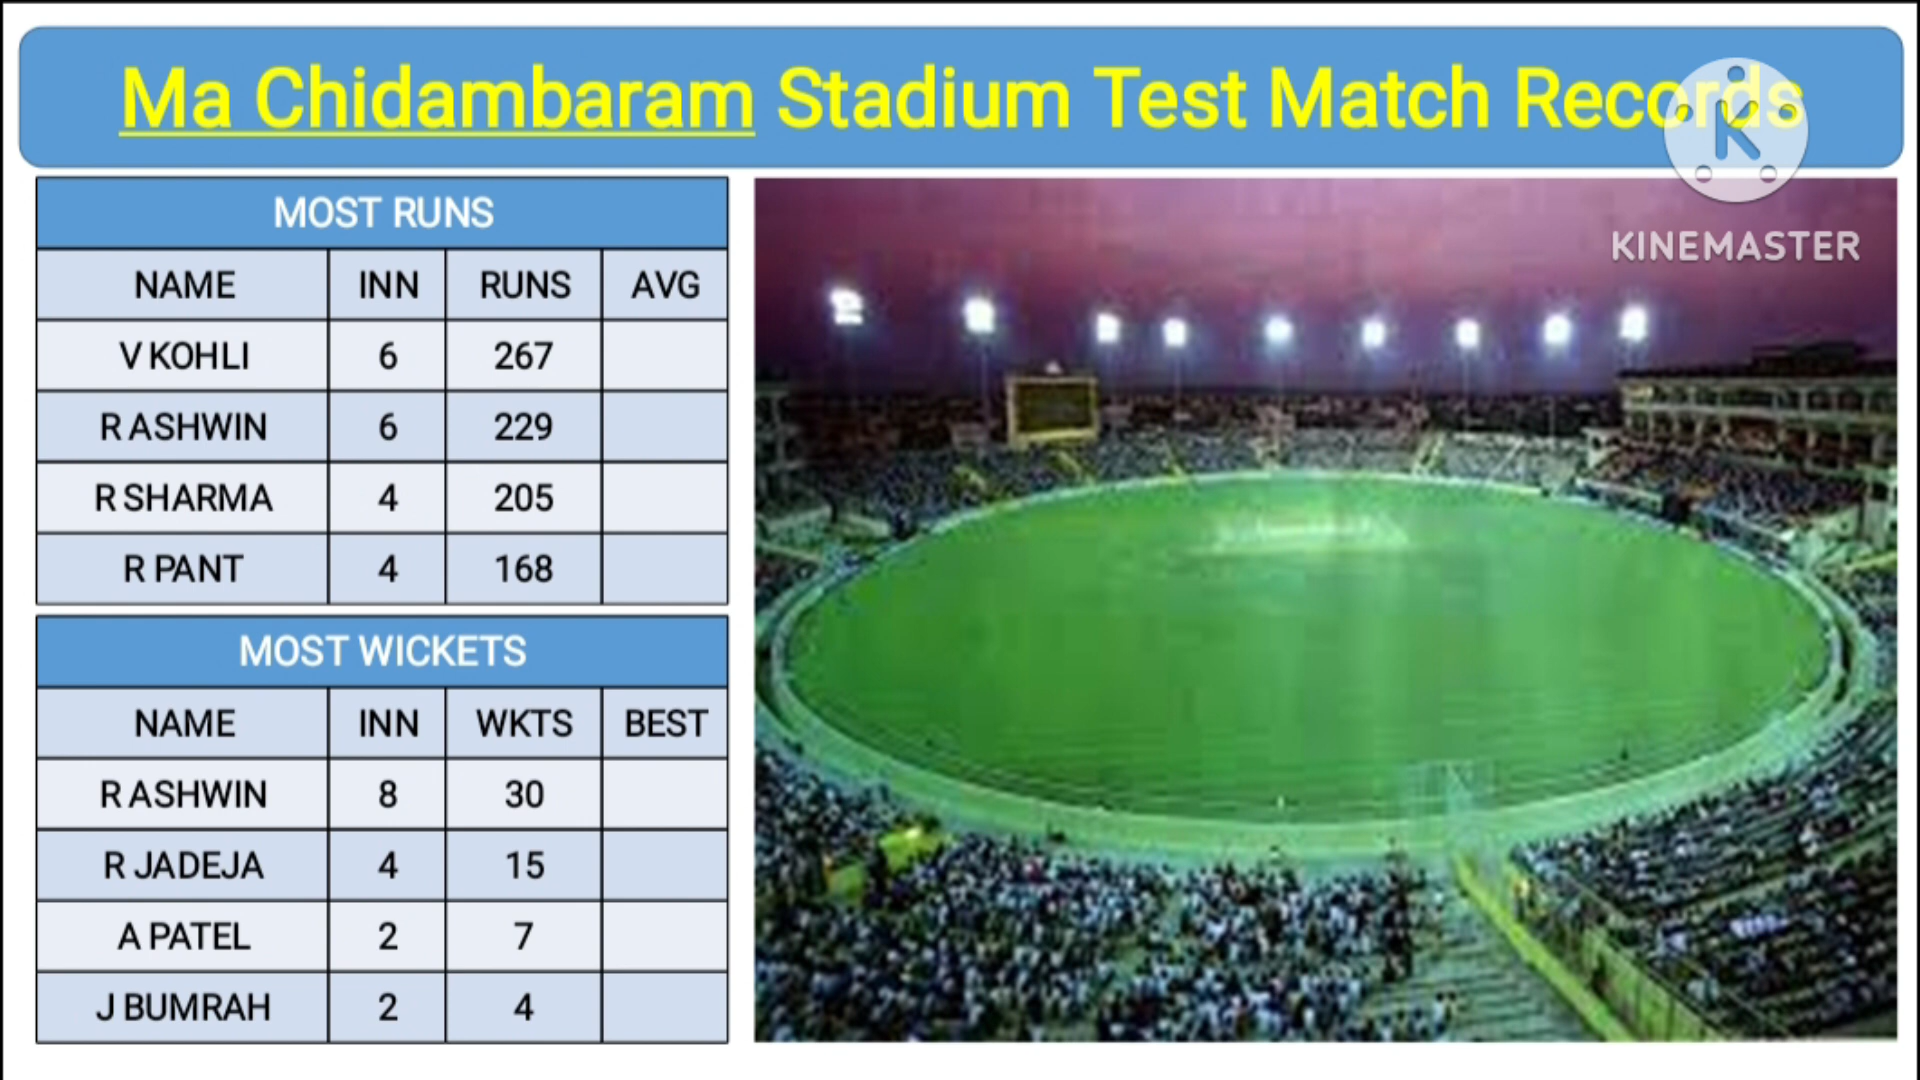 Ma Chidambaram Stadium Test Match Records
K
KINEMASTER
MOST RUNS
NAME INN RUNS AVG
V KOHLI 6 267
R ASHWIN 6 229
R SHARMA 4 205
R PANT 4 168
MOST WICKETS
NAME INN WKTS BEST
R ASHWIN 8 30
R JADEJA 4 15
A PATEL 2 7
J BUMRAH 2 4